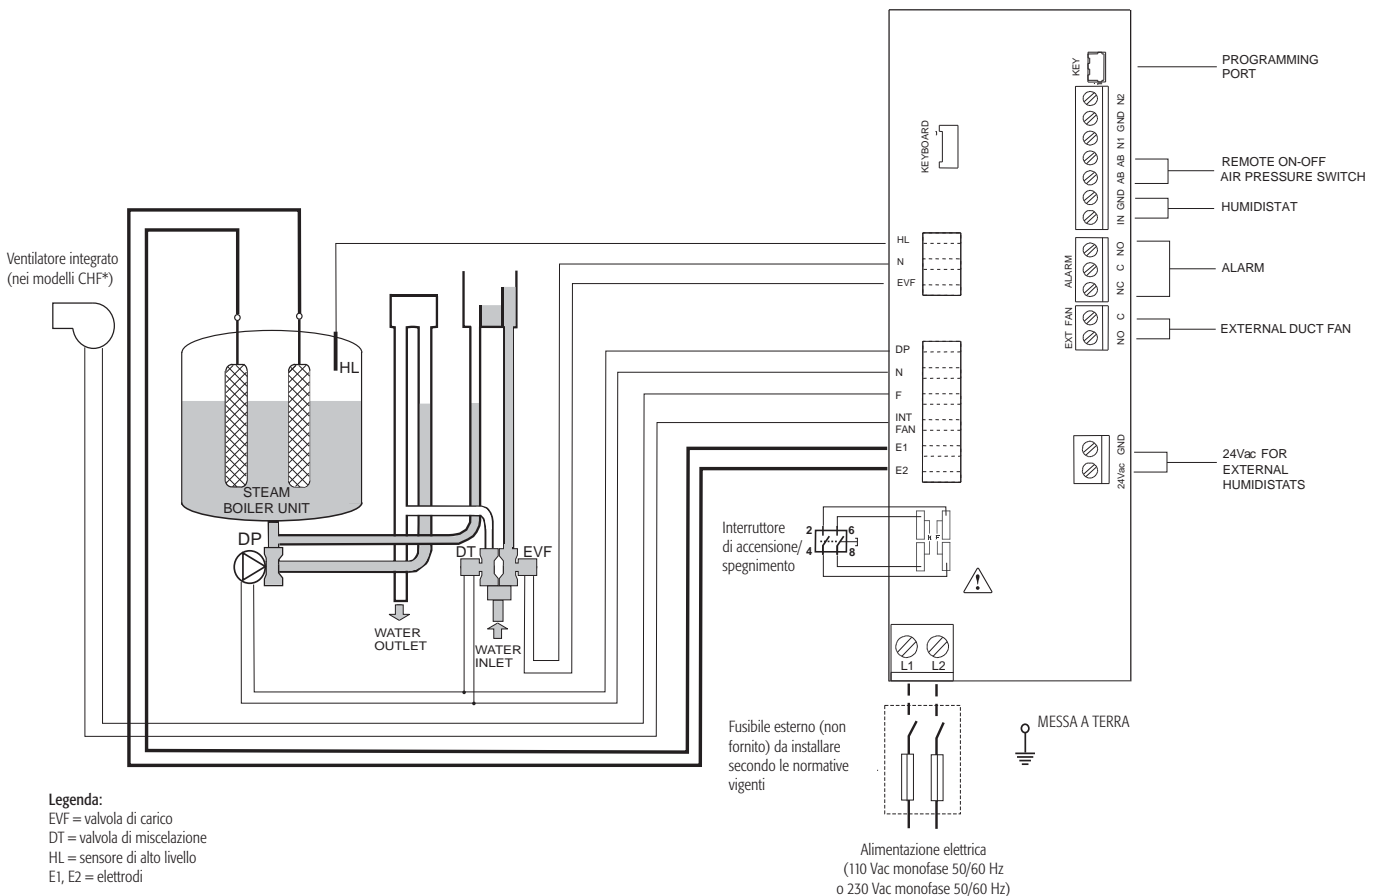 KEY
PROGRAMMING
PORT
N2
GND
N1
AB
AB
GND
IN
KEYBOARD
REMOTE ON-OFF
AIR PRESSURE SWITCH
HUMIDISTAT
Ventilatore integrato
(nei modelli CHF*)
HL
N
EVF
ALARM
NO
C
NC
ALARM
EXT FAN
C
NO
EXTERNAL DUCT FAN
HL
DP
N
F
INT
FAN
E1
E2
GND
24Vac
24Vac FOR
EXTERNAL
HUMIDISTATS
STEAM
BOILER UNIT
DP
DT
EVF
Interruttore
di accensione/
spegnimento
2
6
4
8
N
F
WATER
OUTLET
WATER
INLET
L1
L2
Fusibile esterno (non
fornito) da installare
secondo le normative
vigenti
MESSA A TERRA
Legenda:
EVF = valvola di carico
DT = valvola di miscelazione
HL = sensore di alto livello
E1, E2 = elettrodi
Alimentazione elettrica
(110 Vac monofase 50/60 Hz
o 230 Vac monofase 50/60 Hz)